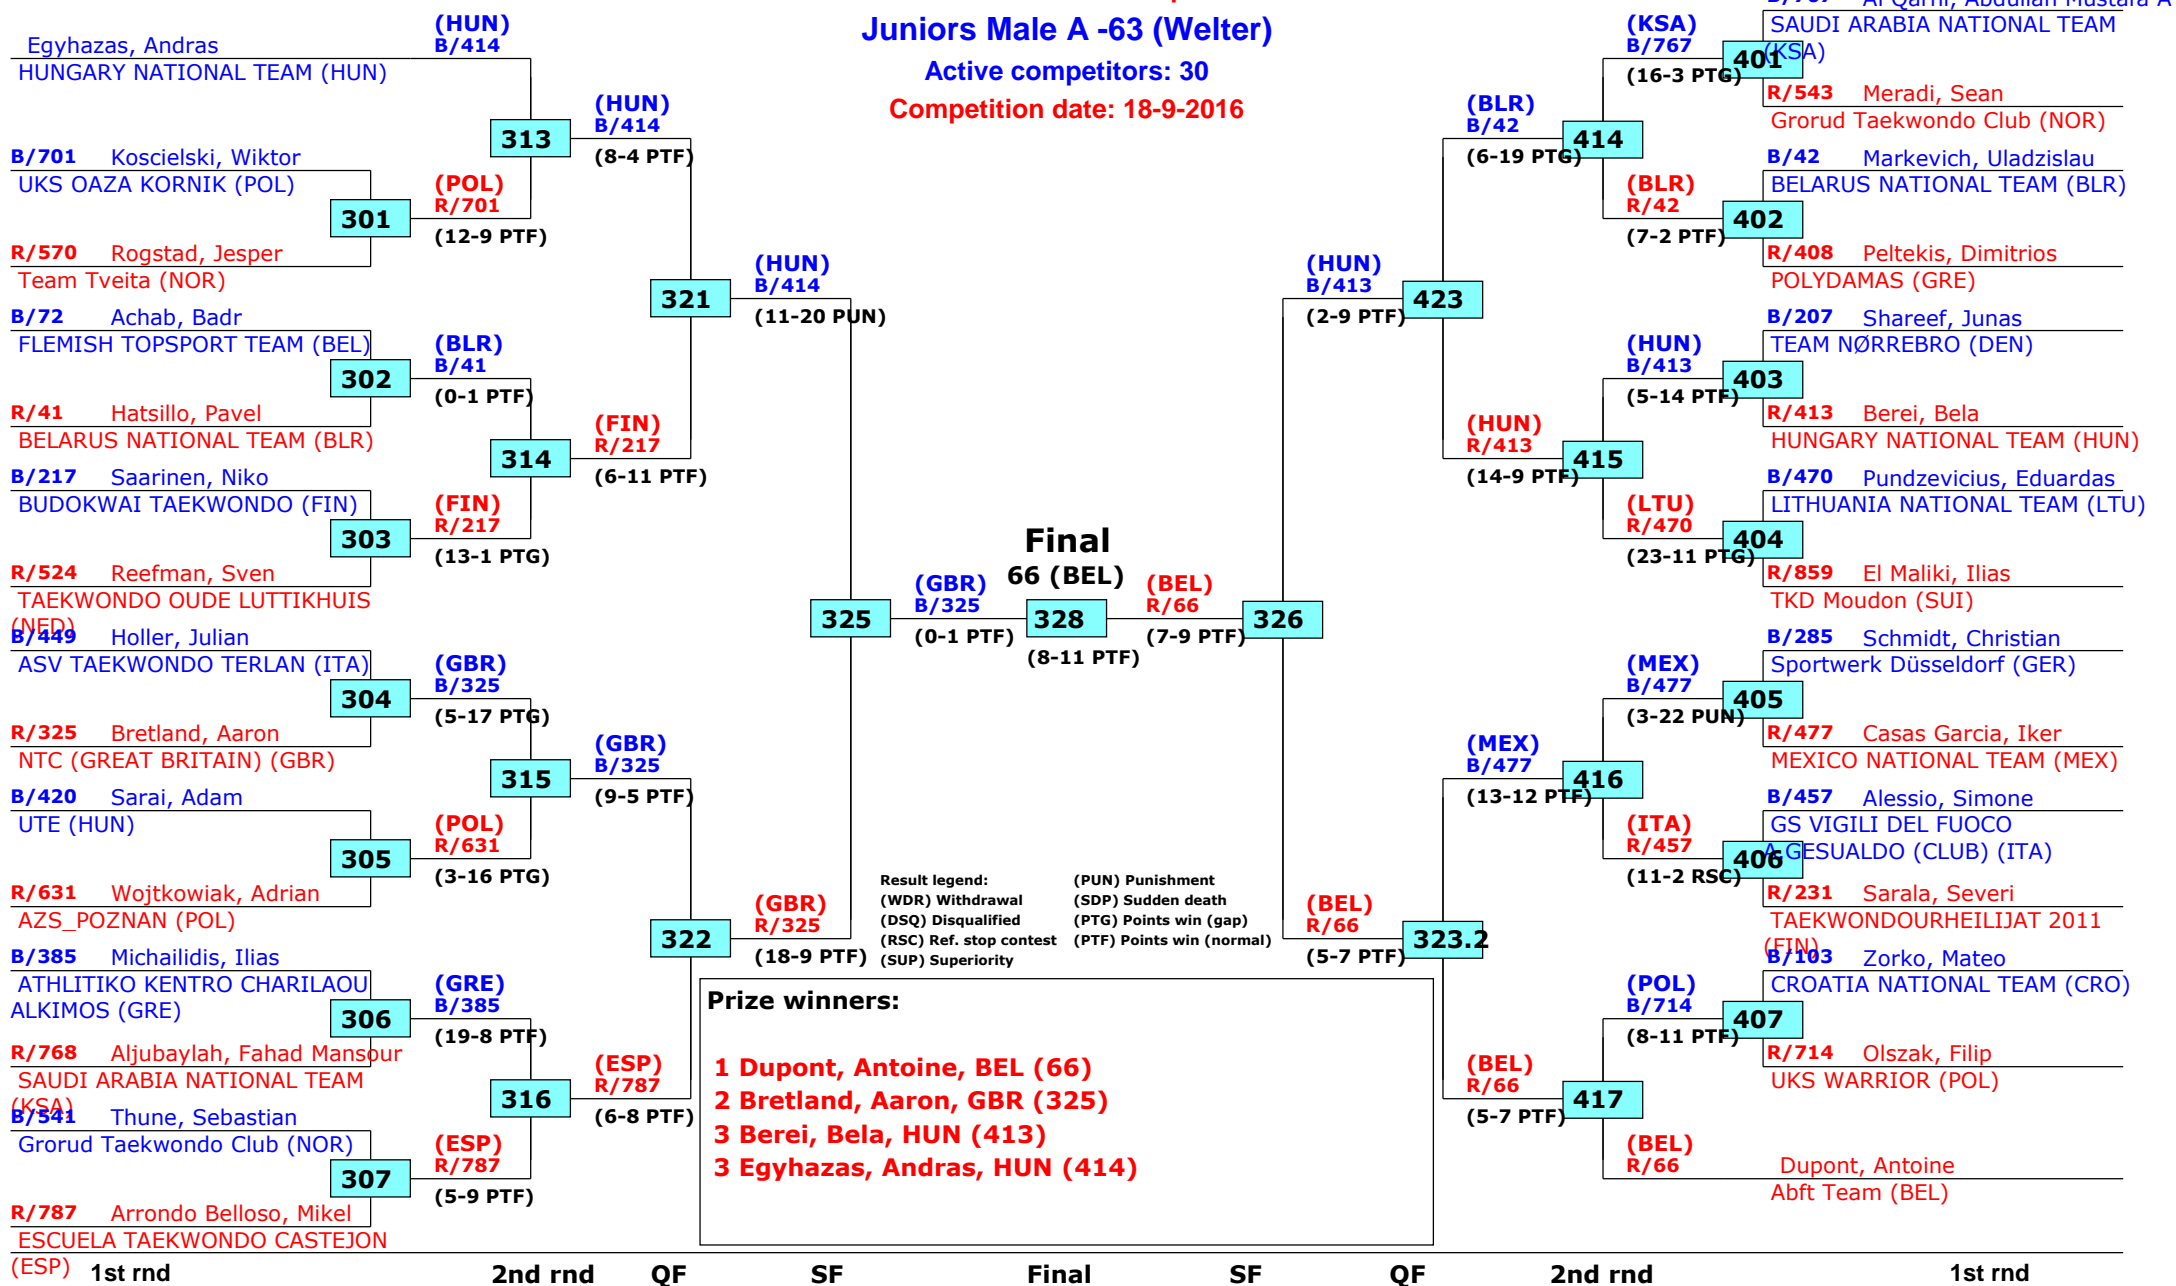 Juniors Male A -63 (Welter)
Active competitors: 30
Competition date: 18-9-2016
Egyhazas, Andras
HUNGARY NATIONAL TEAM (HUN)
B/701 Koscielski, Wiktor
UKS OAZA KORNIK (POL)
301
R/570 Rogstad, Jesper
Team Tveita (NOR)
B/72 Achab, Badr
FLEMISH TOPSPORT TEAM (BEL)
302
R/41 Hatsillo, Pavel
BELARUS NATIONAL TEAM (BLR)
B/217 Saarinen, Niko
BUDOKWAI TAEKWONDO (FIN)
303
R/524 Reefman, Sven
TAEKWONDO OUDE LUTTIKHUIS
(NED)
B/449 Holler, Julian
ASV TAEKWONDO TERLAN (ITA)
304
R/325 Bretland, Aaron
NTC (GREAT BRITAIN) (GBR)
B/420 Sarai, Adam
UTE (HUN)
305
R/631 Wojtkowiak, Adrian
AZS_POZNAN (POL)
B/385 Michailidis, Ilias
ATHLITIKO KENTRO CHARILAOU
ALKIMOS (GRE)
306
R/768 Aljubaylah, Fahad Mansour
SAUDI ARABIA NATIONAL TEAM
(KSA)
B/541 Thune, Sebastian
Grorud Taekwondo Club (NOR)
307
R/787 Arrondo Belloso, Mikel
ESCUELA TAEKWONDO CASTEJON
(ESP)
(HUN)
B/414
313
(POL)
R/701
(12-9 PTF)
(BLR)
B/41
(0-1 PTF)
314
(FIN)
R/217
(13-1 PTG)
(GBR)
B/325
(5-17 PTG)
315
(POL)
R/631
(3-16 PTG)
(GRE)
B/385
(19-8 PTF)
316
(ESP)
R/787
(5-9 PTF)
(HUN)
B/414
(8-4 PTF)
321
(FIN)
R/217
(6-11 PTF)
(GBR)
B/325
(9-5 PTF)
322
(ESP)
R/787
(6-8 PTF)
(HUN)
B/414
(11-20 PUN)
325
(GBR)
R/325
(18-9 PTF)
(GBR)
B/325
(0-1 PTF)
Final
66 (BEL)
328
(8-11 PTF)
(BEL)
R/66
(7-9 PTF)
326
(HUN)
B/413
(2-9 PTF)
423
(BEL)
R/66
(5-7 PTF)
323.2
(BLR)
B/42
(6-19 PTG)
414
(HUN)
R/413
(14-9 PTF)
415
(MEX)
B/477
(13-12 PTF)
416
(BEL)
R/66
(5-7 PTF)
417
(KSA)
B/767
(16-3 PTG)
401
(BLR)
R/42
(7-2 PTF)
402
(HUN)
B/413
(5-14 PTF)
403
(LTU)
R/470
(23-11 PTG)
404
(MEX)
B/477
(3-22 PUN)
405
(ITA)
R/457
(11-2 RSC)
406
(POL)
B/714
(8-11 PTF)
407
(BEL)
R/66
SAUDI ARABIA NATIONAL TEAM
(KSA)
R/543 Meradi, Sean
Grorud Taekwondo Club (NOR)
B/42 Markevich, Uladzislau
BELARUS NATIONAL TEAM (BLR)
R/408 Peltekis, Dimitrios
POLYDAMAS (GRE)
B/207 Shareef, Junas
TEAM NØRREBRO (DEN)
R/413 Berei, Bela
HUNGARY NATIONAL TEAM (HUN)
B/470 Pundzevicius, Eduardas
LITHUANIA NATIONAL TEAM (LTU)
R/859 El Maliki, Ilias
TKD Moudon (SUI)
B/285 Schmidt, Christian
Sportwerk Düsseldorf (GER)
R/477 Casas Garcia, Iker
MEXICO NATIONAL TEAM (MEX)
B/457 Alessio, Simone
GS VIGILI DEL FUOCO
A.GESUALDO (CLUB) (ITA)
R/231 Sarala, Severi
TAEKWONDOURHEILIJAT 2011
(FIN)
B/103 Zorko, Mateo
CROATIA NATIONAL TEAM (CRO)
R/714 Olszak, Filip
UKS WARRIOR (POL)
Dupont, Antoine
Abft Team (BEL)
Result legend: (PUN) Punishment
(WDR) Withdrawal (SDP) Sudden death
(DSQ) Disqualified (PTG) Points win (gap)
(RSC) Ref. stop contest (PTF) Points win (normal)
(SUP) Superiority
Prize winners:
1 Dupont, Antoine, BEL (66)
2 Bretland, Aaron, GBR (325)
3 Berei, Bela, HUN (413)
3 Egyhazas, Andras, HUN (414)
1st rnd 2nd rnd QF SF Final SF QF 2nd rnd 1st rnd